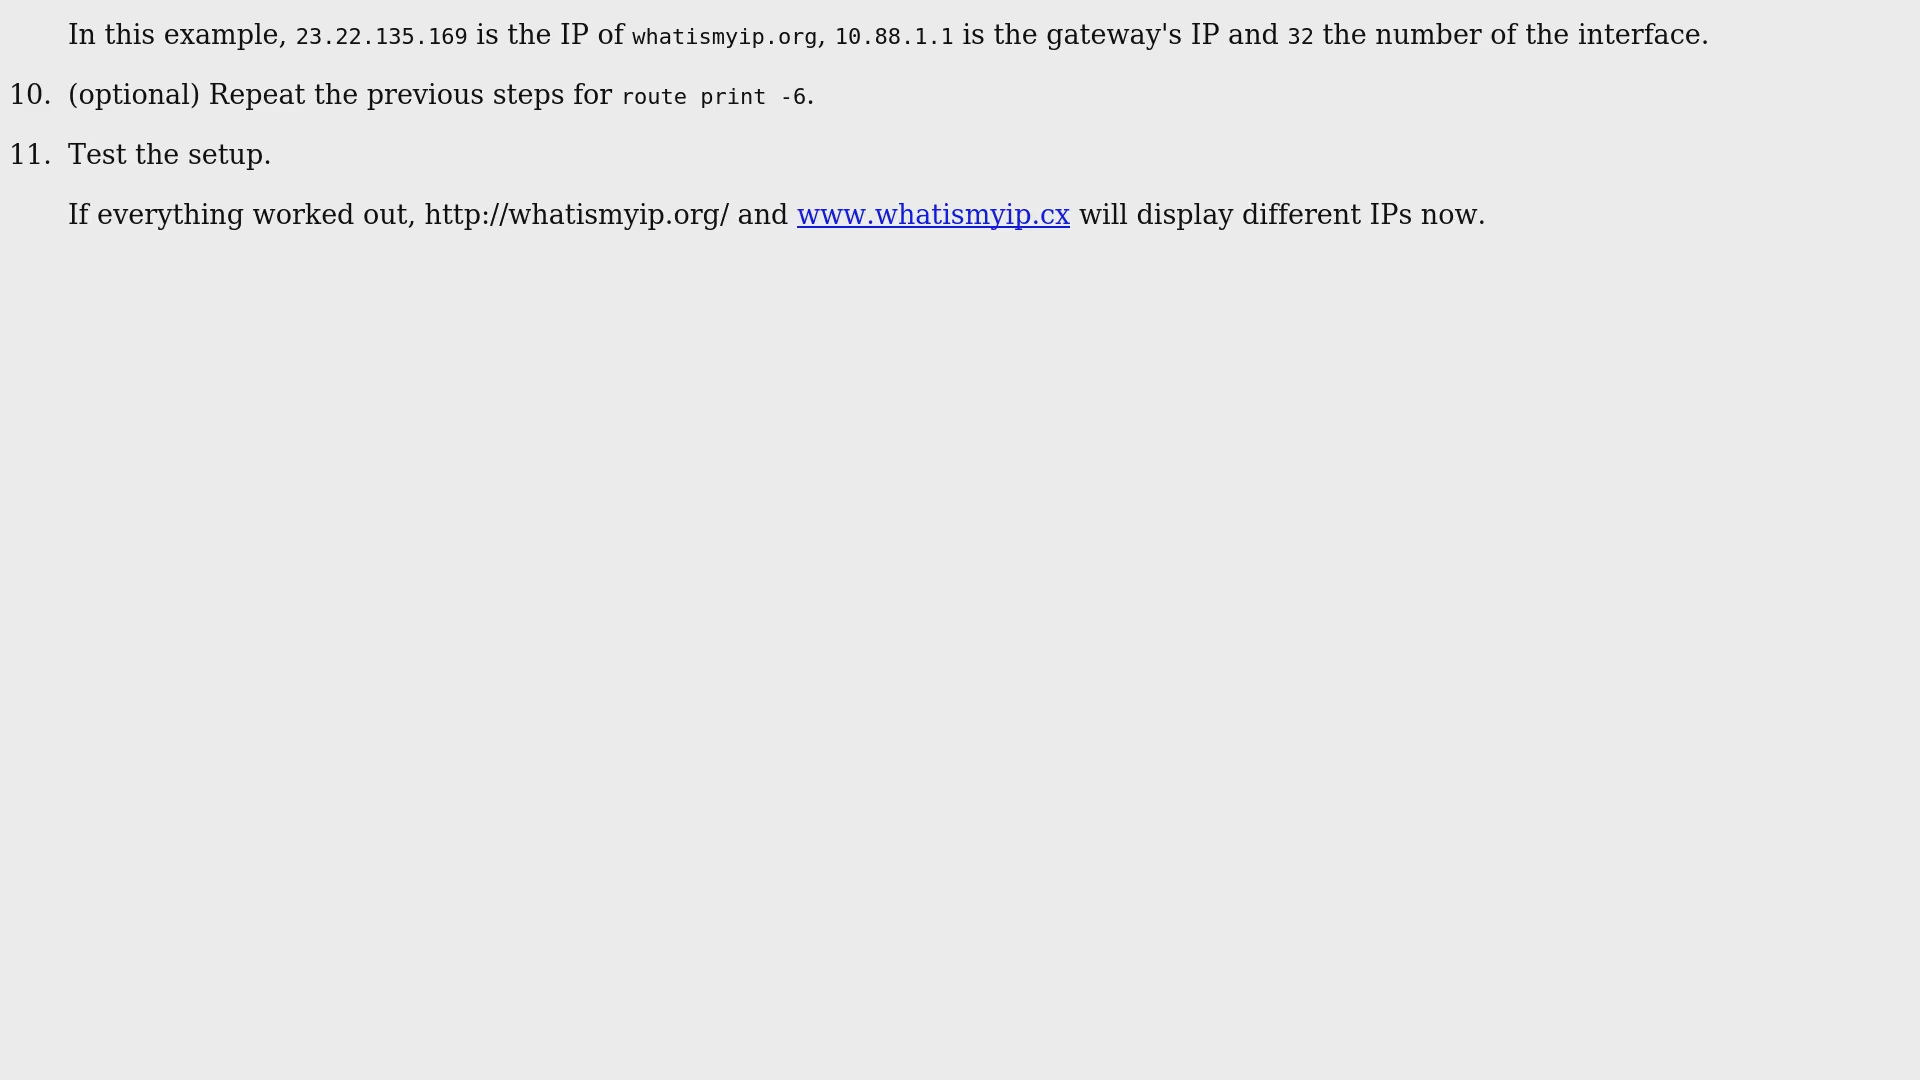 In this example, 23.22.135.169 is the IP of whatismyip.org, 10.88.1.1 is the gateway's IP and 32 the number of the interface.
10. (optional) Repeat the previous steps for route print -6.
11. Test the setup.
If everything worked out, http://whatismyip.org/ and www.whatismyip.cx will display different IPs now.